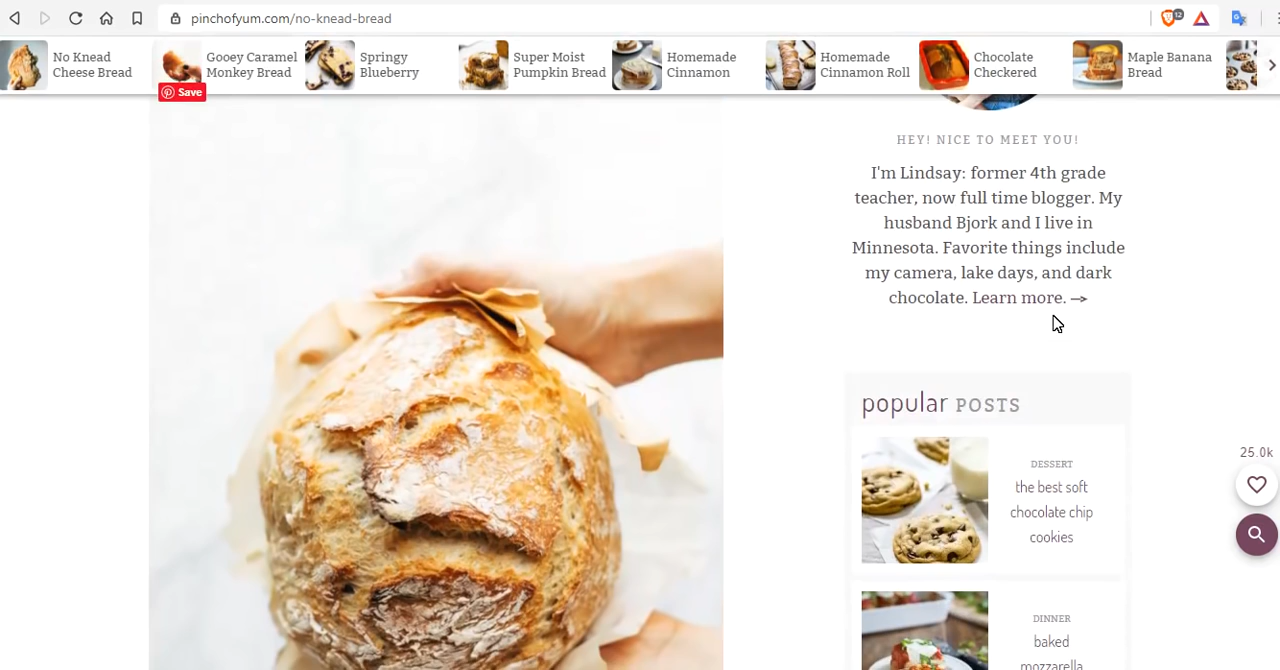 pinchofyum.com/no-knead-bread
12
No Knead
Cheese Bread
Gooey Caramel
Monkey Bread
Springy
Blueberry
Super Moist
Pumpkin Bread
Homemade
Cinnamon
Homemade
Cinnamon Roll
Chocolate
Checkered
Maple Banana
Bread
Save
HEY! NICE TO MEET YOU!
I'm Lindsay: former 4th grade
teacher, now full time blogger. My
husband Bjork and I live in
Minnesota. Favorite things include
my camera, lake days, and dark
chocolate. Learn more. →
popular POSTS
DESSERT
the best soft
chocolate chip
cookies
25.0k
DINNER
baked
mozzarella